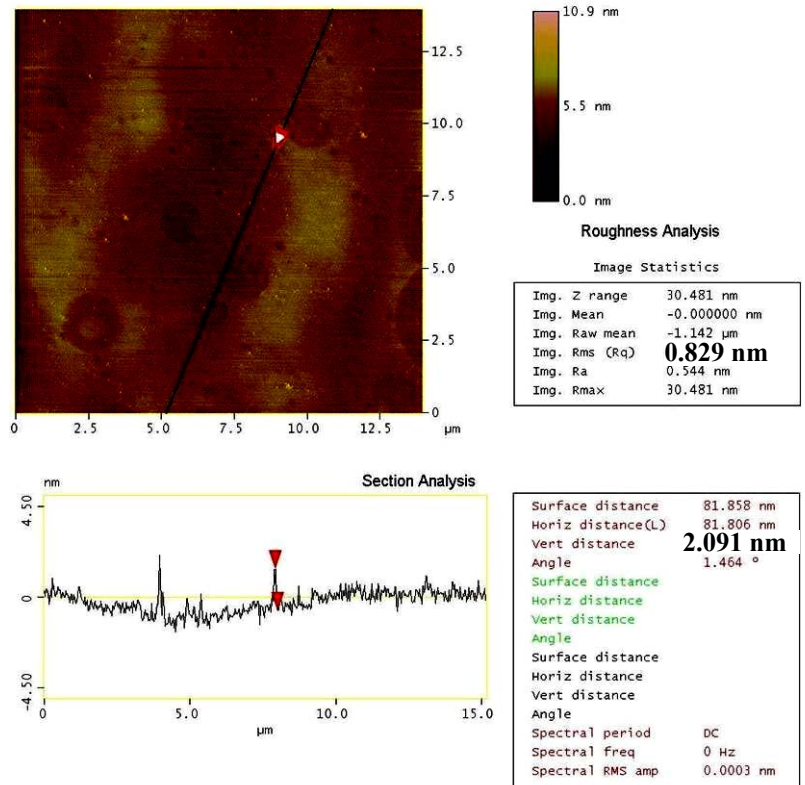 12.5
10.0
7.5
5.0
2.5
0
0 2.5 5.0 7.5 10.0 12.5
µm
10.9 nm
5.5 nm
0.0 nm
Roughness Analysis
Image Statistics
Img. Z range 30.481 nm
Img. Mean -0.000000 nm
Img. Raw mean -1.142 µm
Img. Rms (Rq) 0.829 nm
Img. Ra 0.544 nm
Img. Rmax 30.481 nm
Section Analysis
nm
4.50
0
-4.50
0 5.0 10.0 15.0
µm
Surface distance 81.858 nm
Horiz distance(L) 81.806 nm
Vert distance 2.091 nm
Angle 1.464 °
Surface distance
Horiz distance
Vert distance
Angle
Surface distance
Horiz distance
Vert distance
Angle
Spectral period DC
Spectral freq 0 Hz
Spectral RMS amp 0.0003 nm